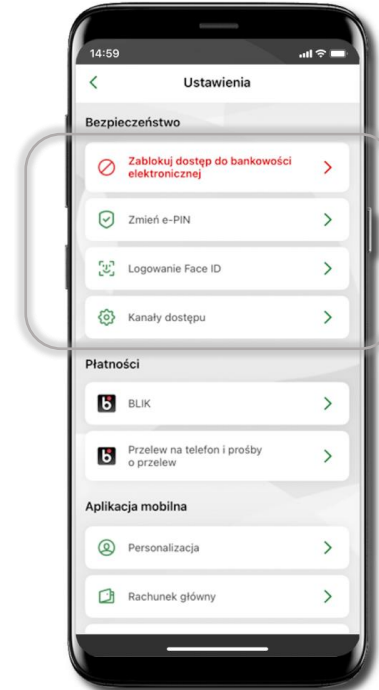 14:59
Ustawienia
Bezpieczeństwo
Zablokuj dostęp do bankowości
elektronicznej
Zmień e-PIN
Logowanie Face ID
Kanały dostępu
Płatności
BLIK
Przelew na telefon i prośby
o przelew
Aplikacja mobilna
Personalizacja
Rachunek główny